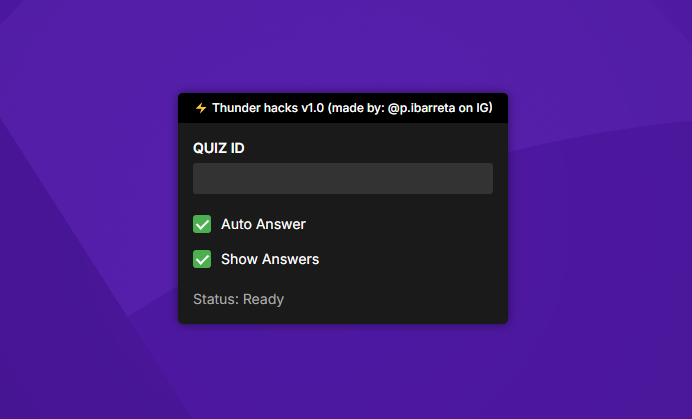 ⚡ Thunder hacks v1.0 (made by: @p.ibarreta on IG)
QUIZ ID
Auto Answer
Show Answers
Status: Ready